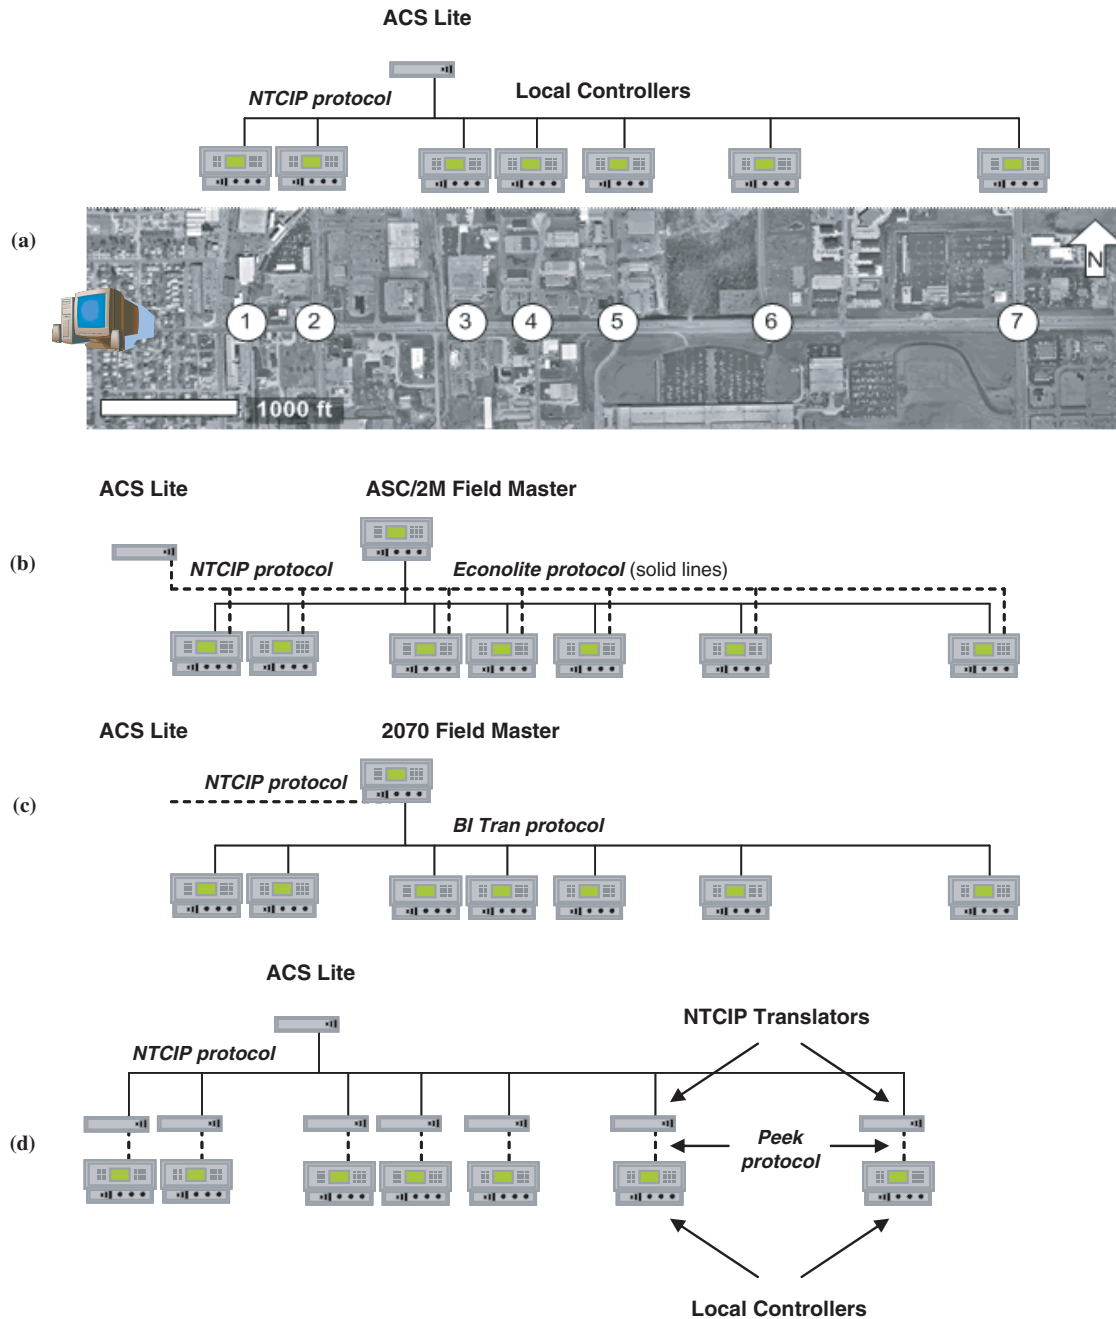 ACS Lite
NTCIP protocol
Local Controllers
(a)
N
1 2 3 4 5 6 7
1000 ft
ACS Lite
ASC/2M Field Master
(b)
NTCIP protocol
Econolite protocol (solid lines)
ACS Lite
2070 Field Master
NTCIP protocol
(c)
BI Tran protocol
ACS Lite
NTCIP Translators
NTCIP protocol
(d)
Peek
protocol
Local Controllers